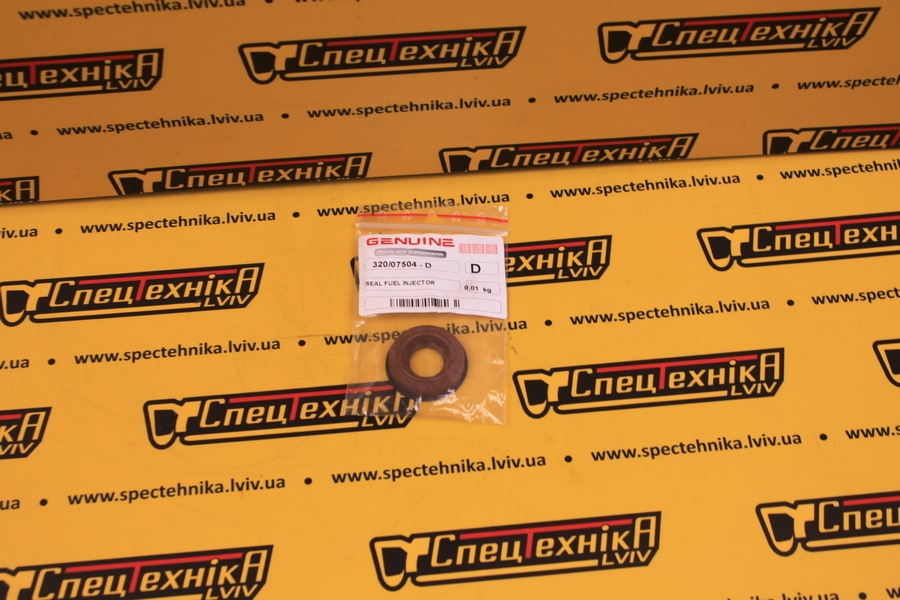 www.spectehnika.lviv.ua
СпецТехнікА
LVIV
GENUINE
320/07504 - D
D
SEAL FUEL INJECTOR
0,01 kg